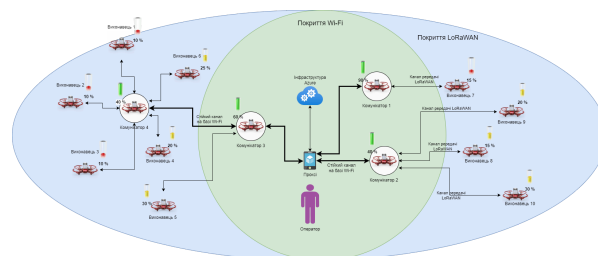 Покриття Wi-Fi
Покриття LoRaWAN
Виконавець 1
10 %
Виконавець 6
25 %
Виконавець 2
10 %
40 %
Комунікатор 4
Стійкий канал
на базі Wi-Fi
60 %
Комунікатор 3
Інфраструктура
Azure
90 %
Комунікатор 1
Канал передачі
LoRaWAN
15 %
Виконавець 7
20 %
Виконавець 9
Канал передачі LoRaWAN
Виконавець 3
10 %
20 %
Виконавець 4
Проксі
Стійкий канал
на базі Wi-Fi
Комунікатор 2
Канал передачі
LoRaWAN
15 %
Виконавець 8
50 %
Виконавець 5
Оператор
Канал передачі
LoRaWAN
Виконавець 10